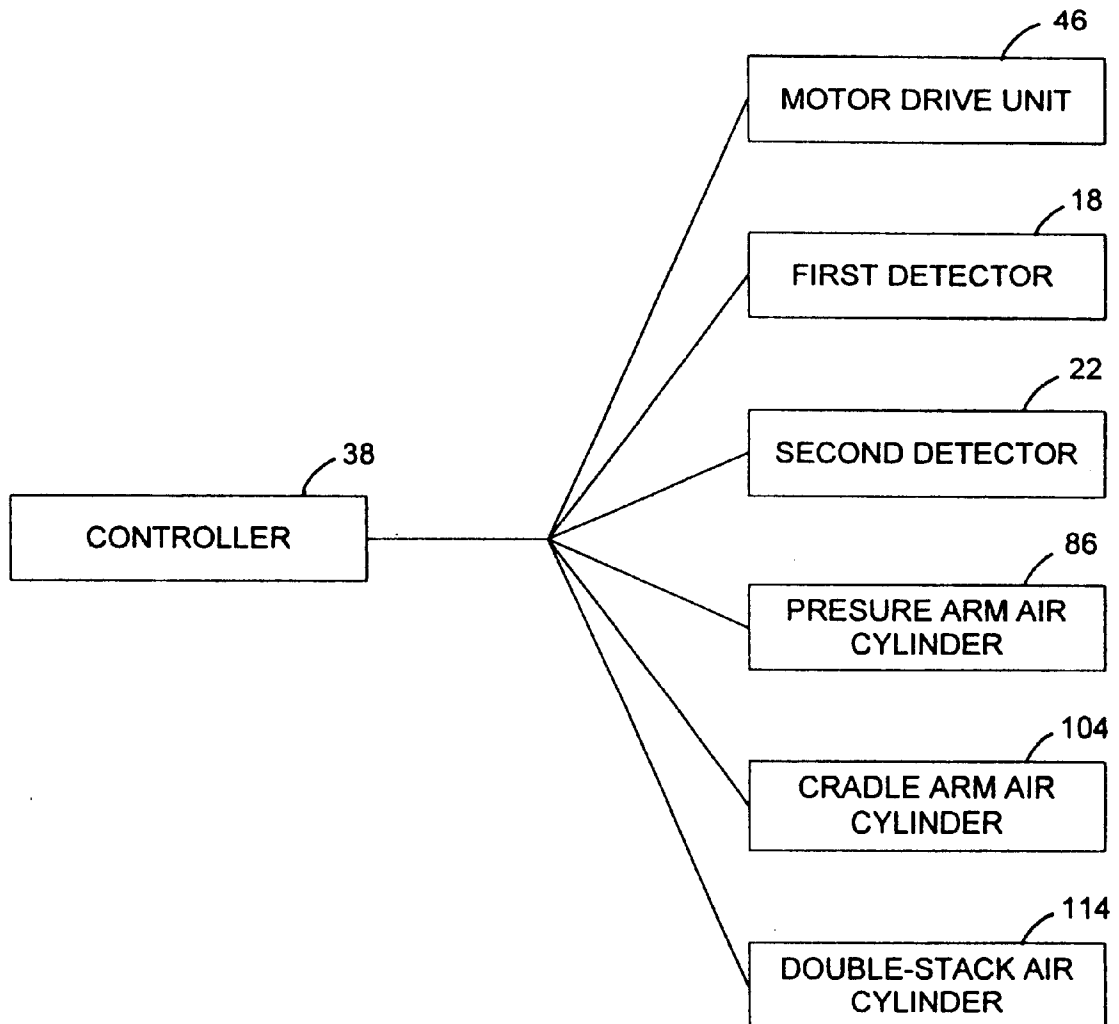 46
MOTOR DRIVE UNIT
18
FIRST DETECTOR
22
SECOND DETECTOR
38
CONTROLLER
86
PRESURE ARM AIR
CYLINDER
104
CRADLE ARM AIR
CYLINDER
114
DOUBLE-STACK AIR
CYLINDER